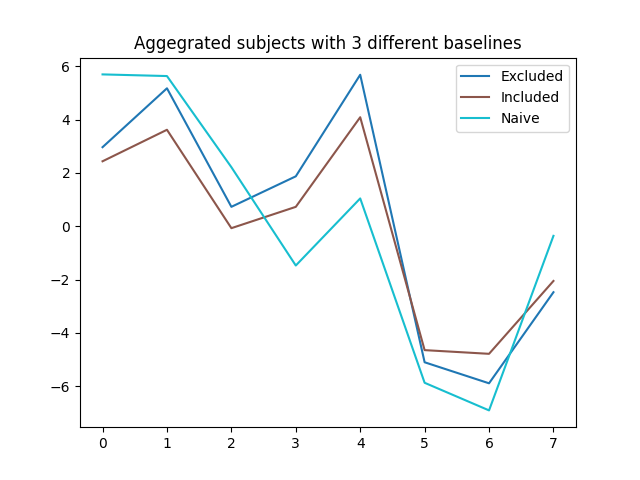 Aggegrated subjects with 3 different baselines
Excluded
Included
Naive
6
4
2
0
−2
−4
−6
0 1 2 3 4 5 6 7